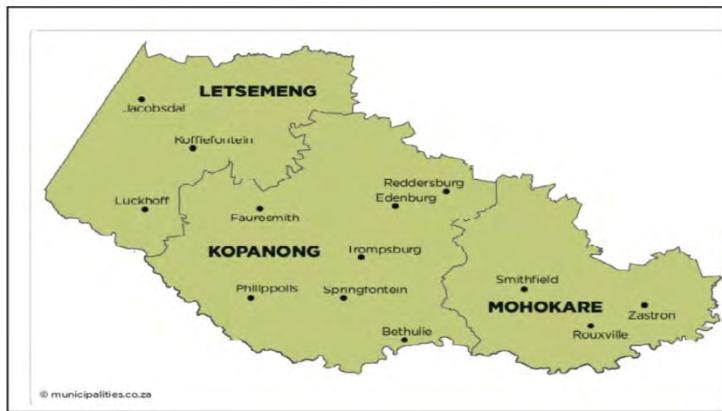 LETSEMENG
Jacobsdal
Koffiefontein
Reddersburg
Luckhoff
Edenburg
Fauresmith
KOPANONG
Trompsburg
Smithfield
Philippolis
Springfontein
MOHOKARE
Zastron
Rouxville
Bethulie
© municipalities.co.za